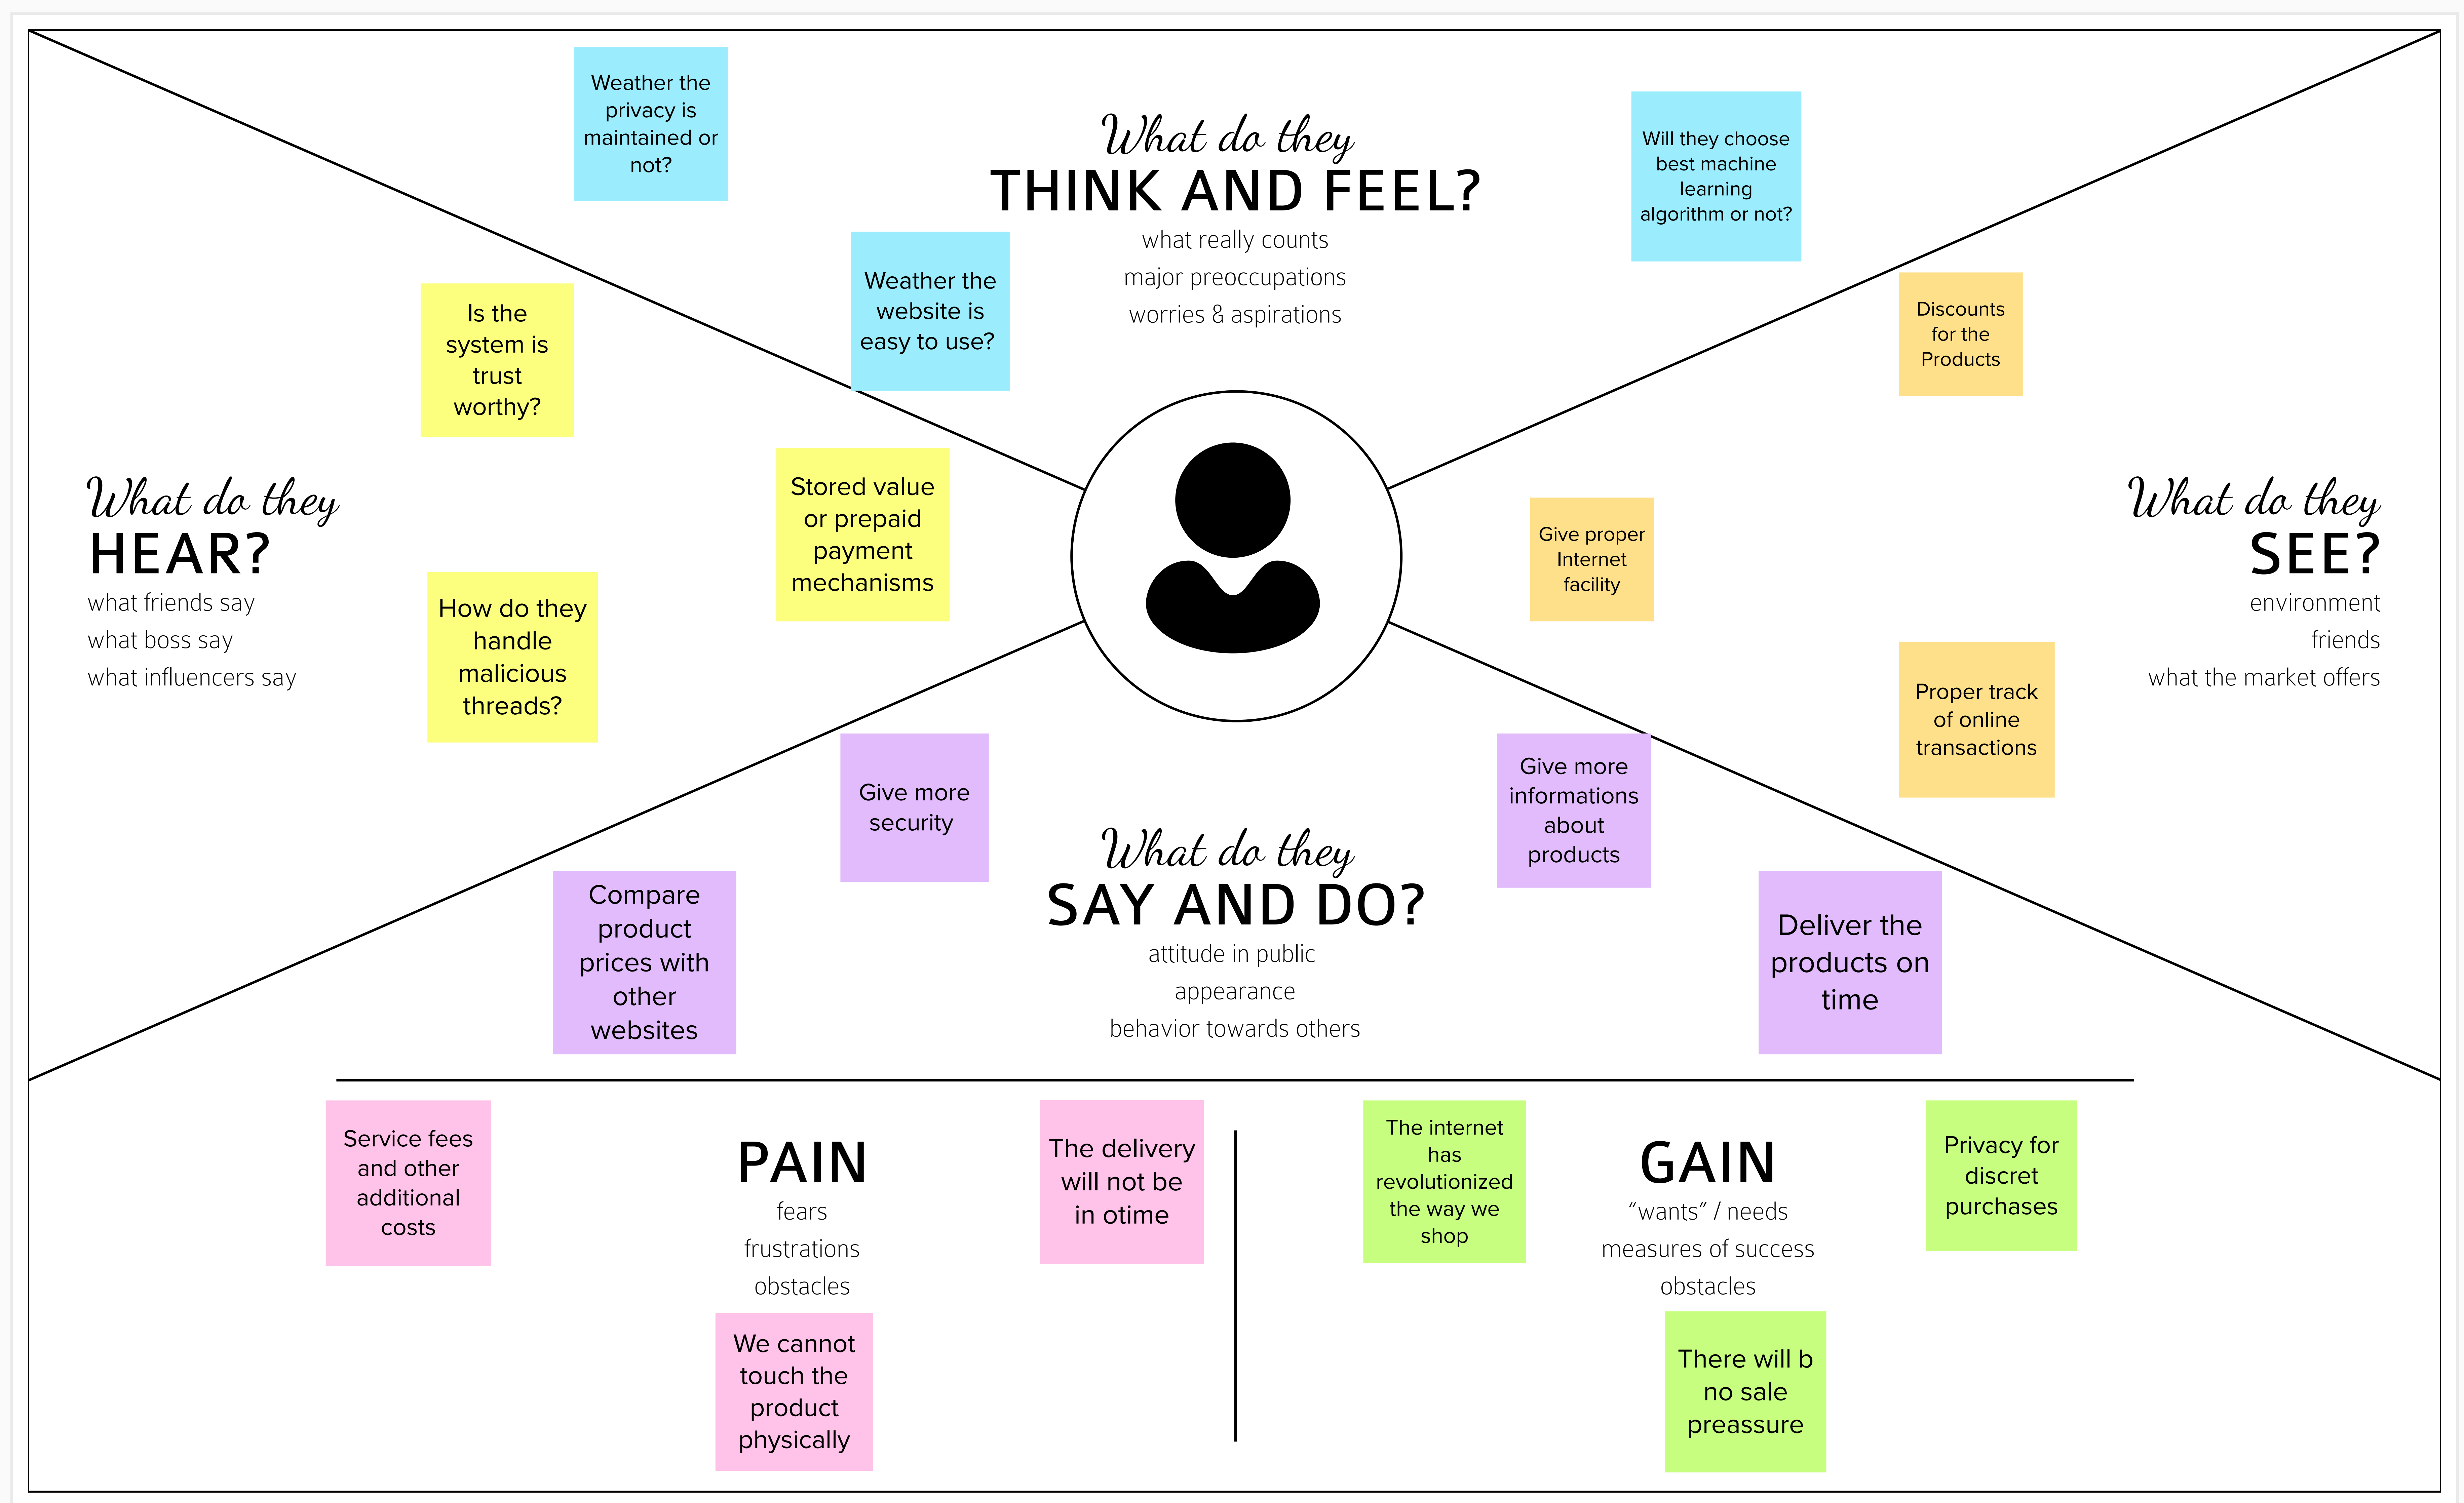 Weather the
privacy is
maintained or
not?
What do they
THINK AND FEEL?
what really counts
major preoccupations
worries & aspirations
Weather the
website is
easy to use?
Will they choose
best machine
learning
algorithm or not?
What do they
HEAR?
what friends say
what boss say
what influencers say
Is the
system is
trust
worthy?
Stored value
or prepaid
payment
mechanisms
How do they
handle
malicious
threads?
Discounts
for the
Products
Give proper
Internet
facility
What do they
SEE?
environment
friends
what the market offers
Proper track
of online
transactions
Give more
security
Compare
product
prices with
other
websites
What do they
SAY AND DO?
attitude in public
appearance
behavior towards others
Give more
informations
about
products
Deliver the
products on
time
Service fees
and other
additional
costs
PAIN
fears
frustrations
obstacles
The delivery
will not be
in otime
We cannot
touch the
product
physically
The internet
has
revolutionized
the way we
shop
GAIN
“wants” / needs
measures of success
obstacles
Privacy for
discret
purchases
There will b
no sale
preassure